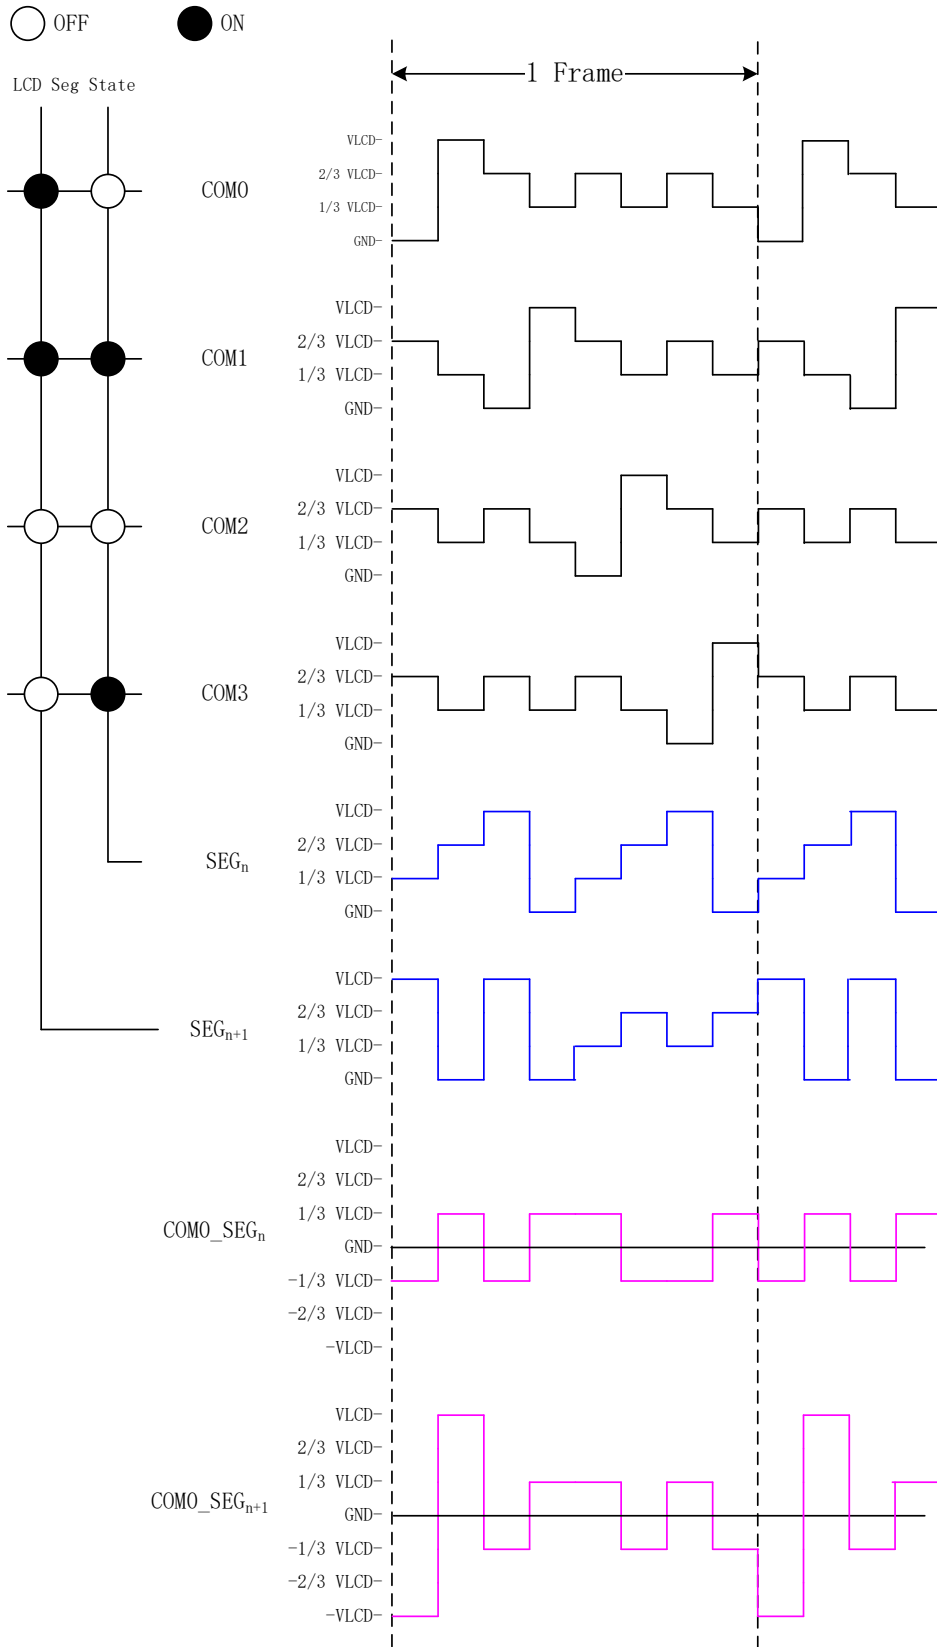 OFF
ON
LCD Seg State
1 Frame
COM0
VLCD-
2/3 VLCD-
1/3 VLCD-
GND-
COM1
VLCD-
2/3 VLCD-
1/3 VLCD-
GND-
COM2
VLCD-
2/3 VLCD-
1/3 VLCD-
GND-
COM3
VLCD-
2/3 VLCD-
1/3 VLCD-
GND-
SEGn
VLCD-
2/3 VLCD-
1/3 VLCD-
GND-
SEGn+1
VLCD-
2/3 VLCD-
1/3 VLCD-
GND-
COM0_SEGn
VLCD-
2/3 VLCD-
1/3 VLCD-
GND-
-1/3 VLCD-
-2/3 VLCD-
-VLCD-
COM0_SEGn+1
VLCD-
2/3 VLCD-
1/3 VLCD-
GND-
-1/3 VLCD-
-2/3 VLCD-
-VLCD-